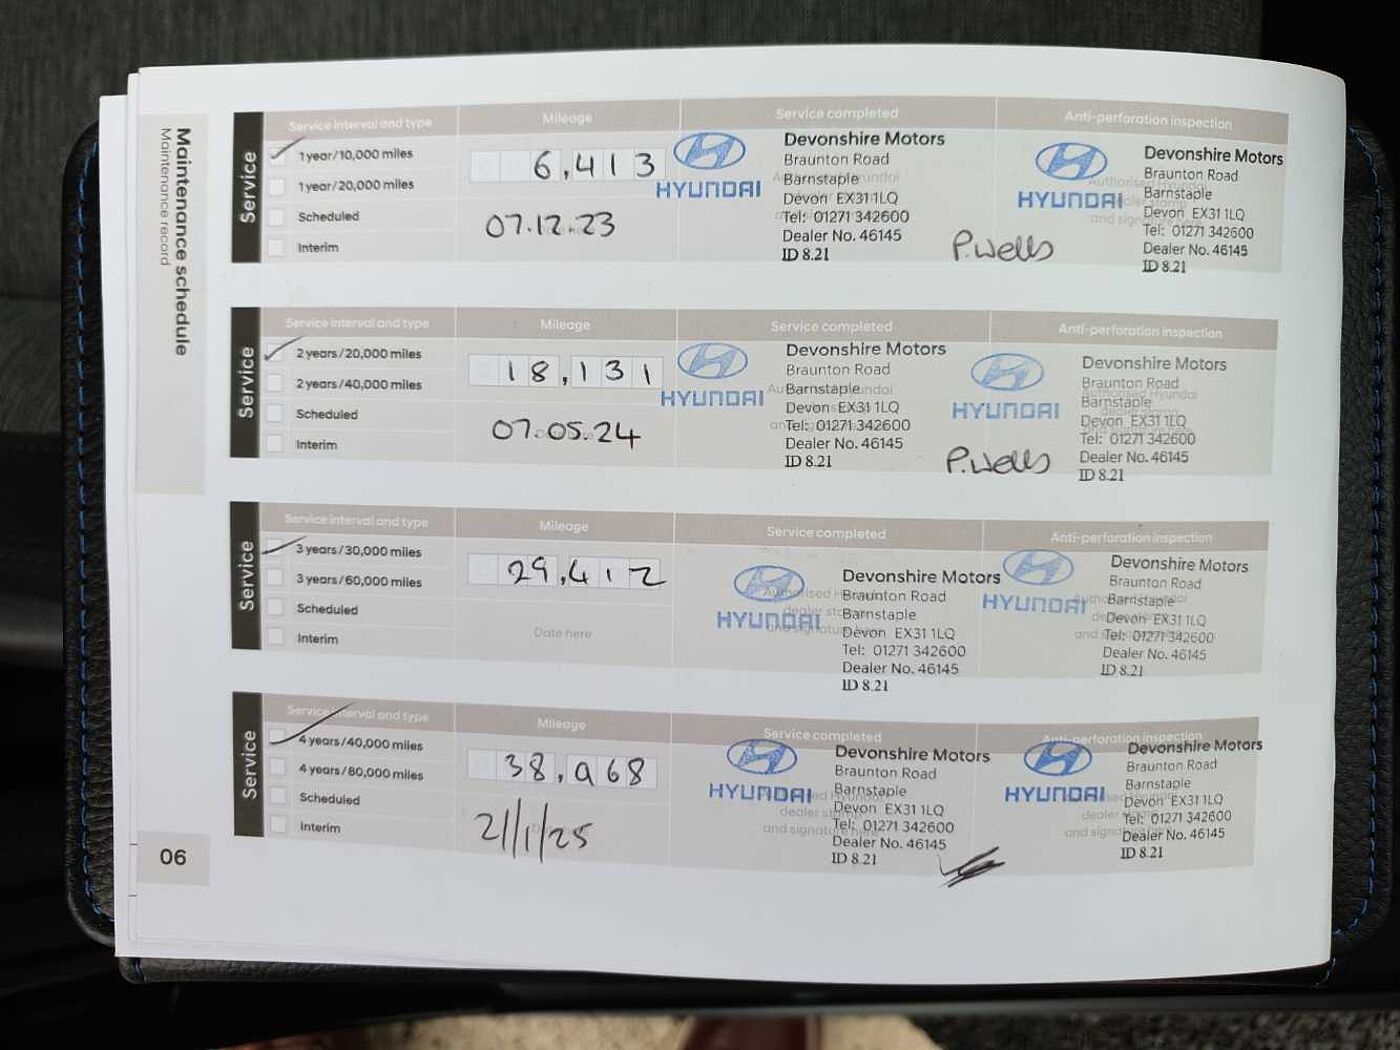 Maintenance schedule
Maintenance record
06
Service
Service interval and type
1 year/10,000 miles
1 year/20,000 miles
Scheduled
Interim
Mileage
6,413
07.12.23
Service completed
HYUNDAI
Devonshire Motors
Braunton Road
Barnstaple
Devon EX31 1LQ
Tel: 01271 342600
Dealer No. 46145
ID 8.21
P.Wells
Anti-perforation inspection
Authorised Hyundai
dealer stamp
and signature
HYUNDAI
Devonshire Motors
Braunton Road
Barnstaple
Devon EX31 1LQ
Tel: 01271 342600
Dealer No. 46145
ID 8.21
Service
Service interval and type
2 years/20,000 miles
2 years/40,000 miles
Scheduled
Interim
Mileage
18,131
07.05.24
Service completed
HYUNDAI
Devonshire Motors
Braunton Road
Barnstaple
Devon EX31 1LQ
Tel: 01271 342600
Dealer No. 46145
ID 8.21
P.Wells
Anti-perforation inspection
HYUNDAI
Devonshire Motors
Braunton Road
Barnstaple
Devon EX31 1LQ
Tel: 01271 342600
Dealer No. 46145
ID 8.21
Service
Service interval and type
3 years/30,000 miles
3 years/60,000 miles
Scheduled
Interim
Mileage
29,412
Date here
Service completed
HYUNDAI
Devonshire Motors
Braunton Road
Barnstaple
Devon EX31 1LQ
Tel: 01271 342600
Dealer No. 46145
ID 8.21
Anti-perforation inspection
HYUNDAI
Devonshire Motors
Braunton Road
Barnstaple
Devon EX31 1LQ
Tel: 01271 342600
Dealer No. 46145
ID 8.21
Service
Service interval and type
4 years/40,000 miles
4 years/80,000 miles
Scheduled
Interim
Mileage
38,968
21/1/25
Service completed
HYUNDAI
Devonshire Motors
Braunton Road
Barnstaple
Devon EX31 1LQ
Tel: 01271 342600
Dealer No. 46145
ID 8.21
Anti-perforation inspection
HYUNDAI
Devonshire Motors
Braunton Road
Barnstaple
Devon EX31 1LQ
Tel: 01271 342600
Dealer No. 46145
ID 8.21